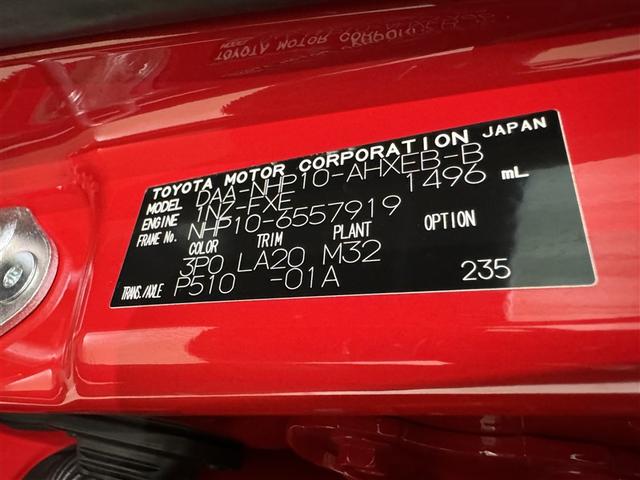 TOYOTA MOTOR CORPORATION JAPAN
MODEL DAA-NHP10-AHXEB-B
ENGINE 1NZ-FXE 1496 mL
FRAME No. NHP10-6557919
COLOR TRIM PLANT OPTION
3P0 LA20 M32
TRANS./AXLE P510 -01A 235